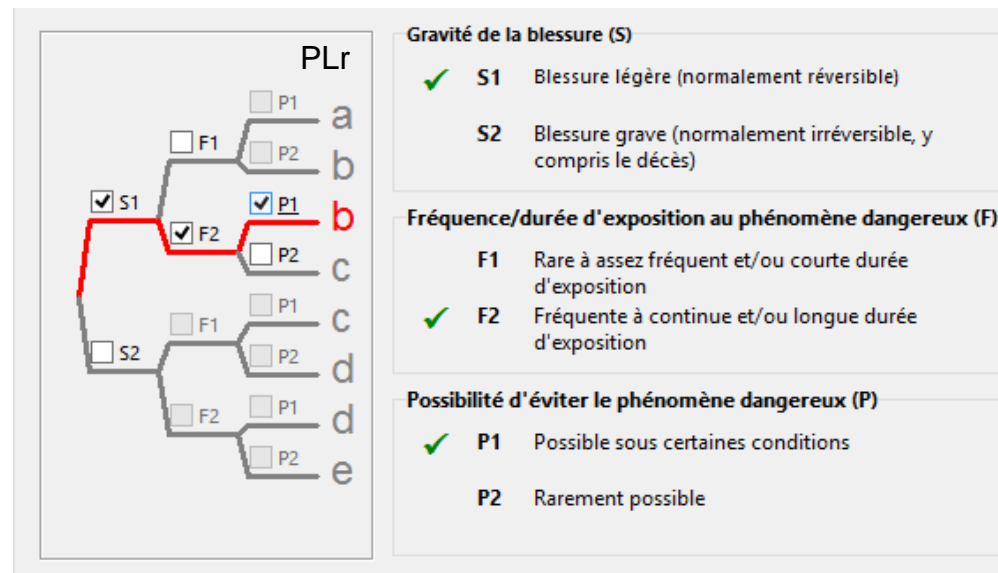 PLr
P1 a
F1
P2 b
S1
P1 b
F2
P2 c
P1 c
F1
S2
P2 d
P1 d
F2
P2 e
Gravité de la blessure (S)
S1 Blessure légère (normalement réversible)
S2 Blessure grave (normalement irréversible, y
compris le décès)
Fréquence/durée d'exposition au phénomène dangereux (F)
F1 Rare à assez fréquent et/ou courte durée
d'exposition
F2 Fréquente à continue et/ou longue durée
d'exposition
Possibilité d'éviter le phénomène dangereux (P)
P1 Possible sous certaines conditions
P2 Rarement possible